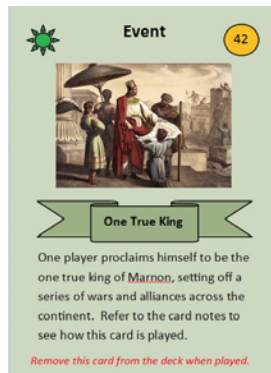 Event
42
One True King
One player proclaims himself to be the
one true king of Marnon, setting off a
series of wars and alliances across the
continent. Refer to the card notes to
see how this card is played.
Remove this card from the deck when played.